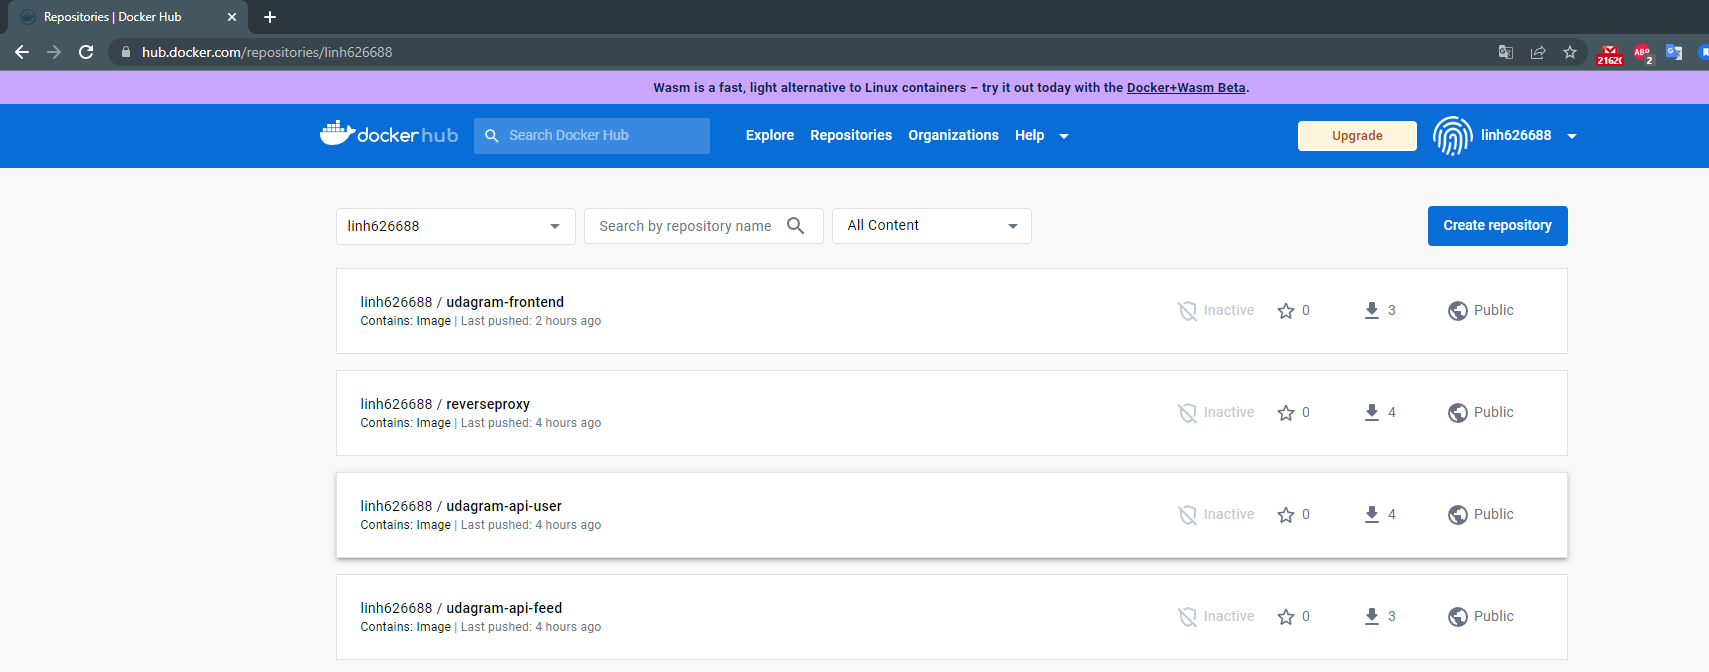 Repositories | Docker Hub
hub.docker.com/repositories/linh626688
21620
ABP
2
G
Wasm is a fast, light alternative to Linux containers – try it out today with the Docker+Wasm Beta.
dockerhub
Search Docker Hub
Explore
Repositories
Organizations
Help
Upgrade
linh626688
linh626688
Search by repository name
All Content
Create repository
linh626688 / udagram-frontend
Contains: Image | Last pushed: 2 hours ago
Inactive
0
3
Public
linh626688 / reverseproxy
Contains: Image | Last pushed: 4 hours ago
Inactive
0
4
Public
linh626688 / udagram-api-user
Contains: Image | Last pushed: 4 hours ago
Inactive
0
4
Public
linh626688 / udagram-api-feed
Contains: Image | Last pushed: 4 hours ago
Inactive
0
3
Public